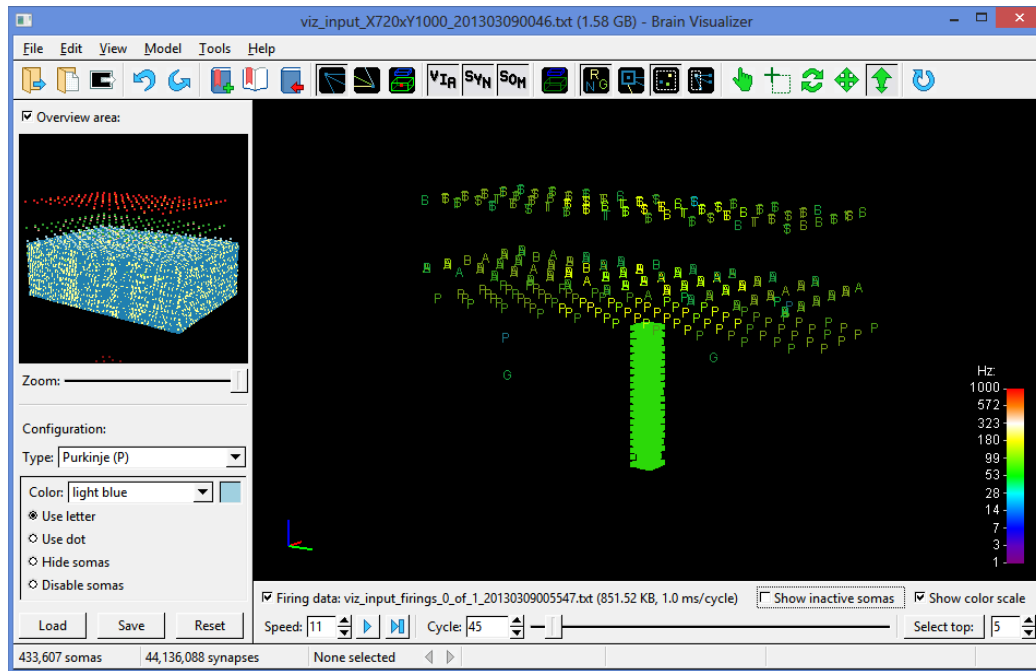 viz_input_X720xY1000_201303090046.txt (1.58 GB) - Brain Visualizer
File Edit View Model Tools Help
VIA SYN SOM R N G
Overview area:
Zoom:
Configuration:
Type: Purkinje (P)
Color: light blue
Use letter
Use dot
Hide somas
Disable somas
Load Save Reset
Hz:
1000
572
323
180
99
53
28
14
7
3
1
Firing data: viz_input_firings_0_of_1_20130309005547.txt (851.52 KB, 1.0 ms/cycle) Show inactive somas Show color scale
Speed: 11 Cycle: 45 Select top: 5
433,607 somas 44,136,088 synapses None selected